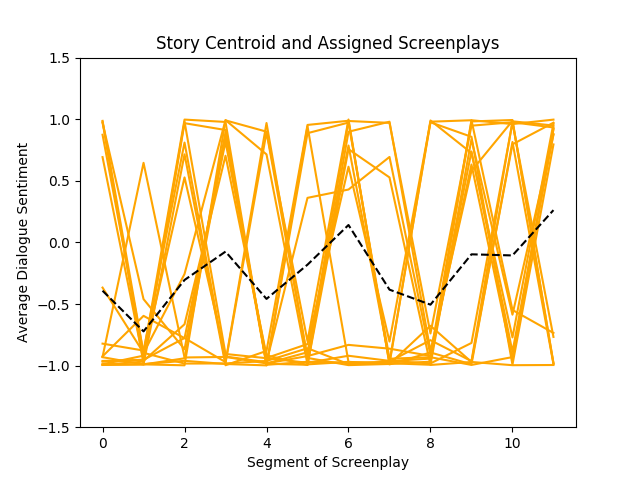 Story Centroid and Assigned Screenplays
1.5
1.0
0.5
0.0
−0.5
−1.0
−1.5
Average Dialogue Sentiment
0 2 4 6 8 10
Segment of Screenplay